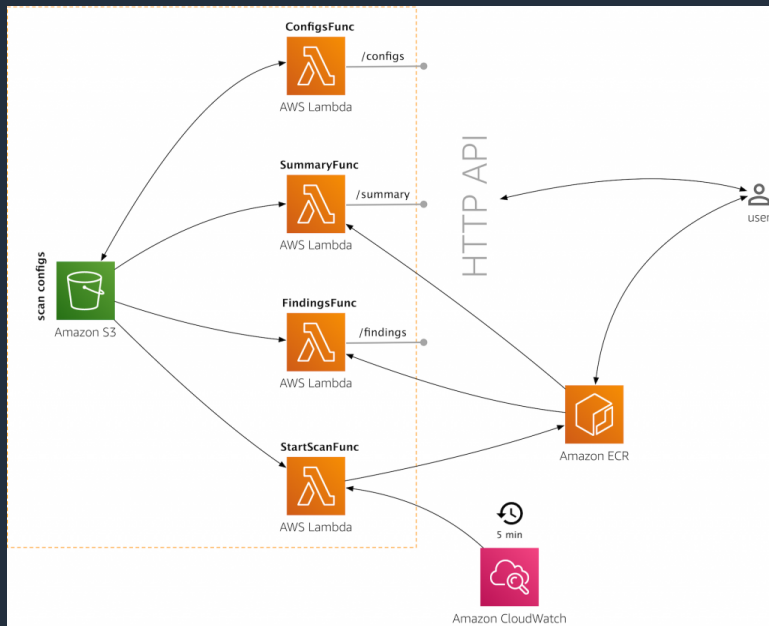 ConfigsFunc
/configs
AWS Lambda
SummaryFunc
/summary
AWS Lambda
HTTP API
user
scan configs
Amazon S3
FindingsFunc
/findings
AWS Lambda
Amazon ECR
StartScanFunc
AWS Lambda
5 min
Amazon CloudWatch